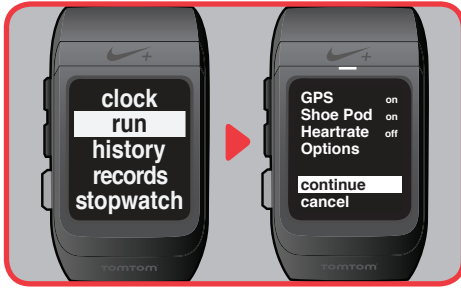 +
clock
run
history
records
stopwatch
TOMTOM
+
GPS on
Shoe Pod on
Heartrate off
Options
continue
cancel
TOMTOM